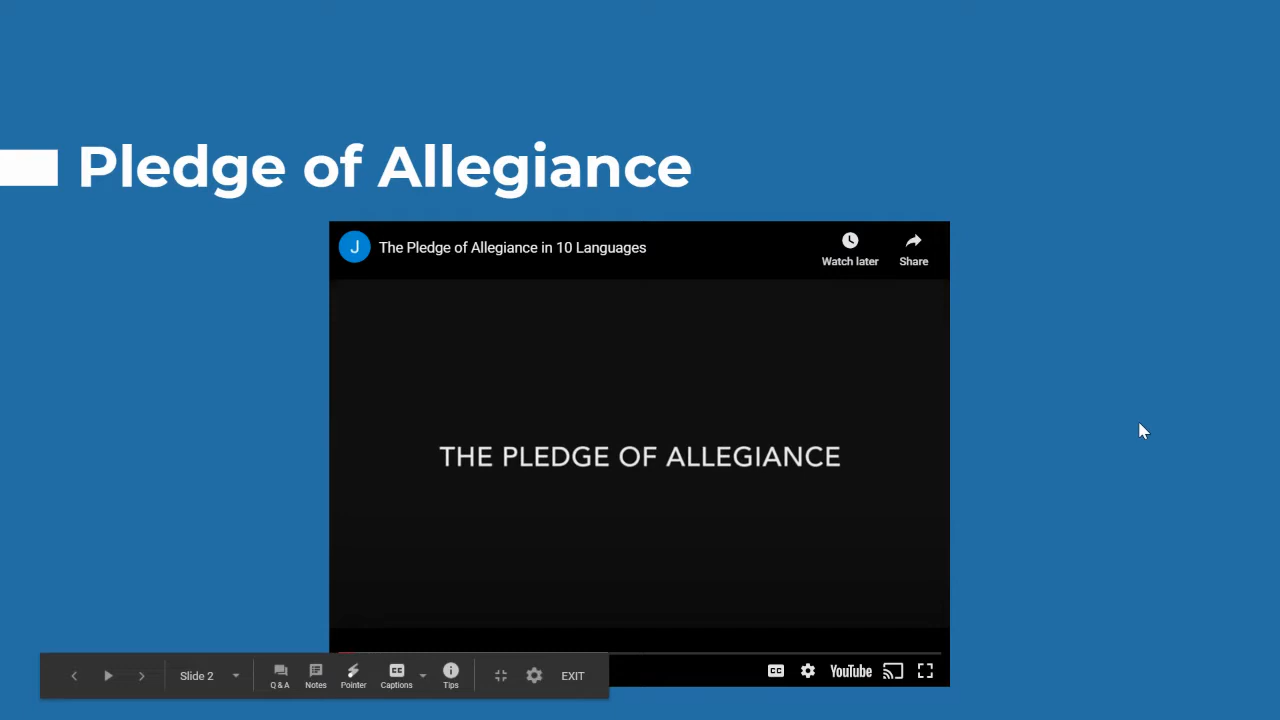 Pledge of Allegiance
J
The Pledge of Allegiance in 10 Languages
Watch later
Share
THE PLEDGE OF ALLEGIANCE
Slide 2
Q & A
Notes
Pointer
CC
Captions
Tips
EXIT
CC
YouTube